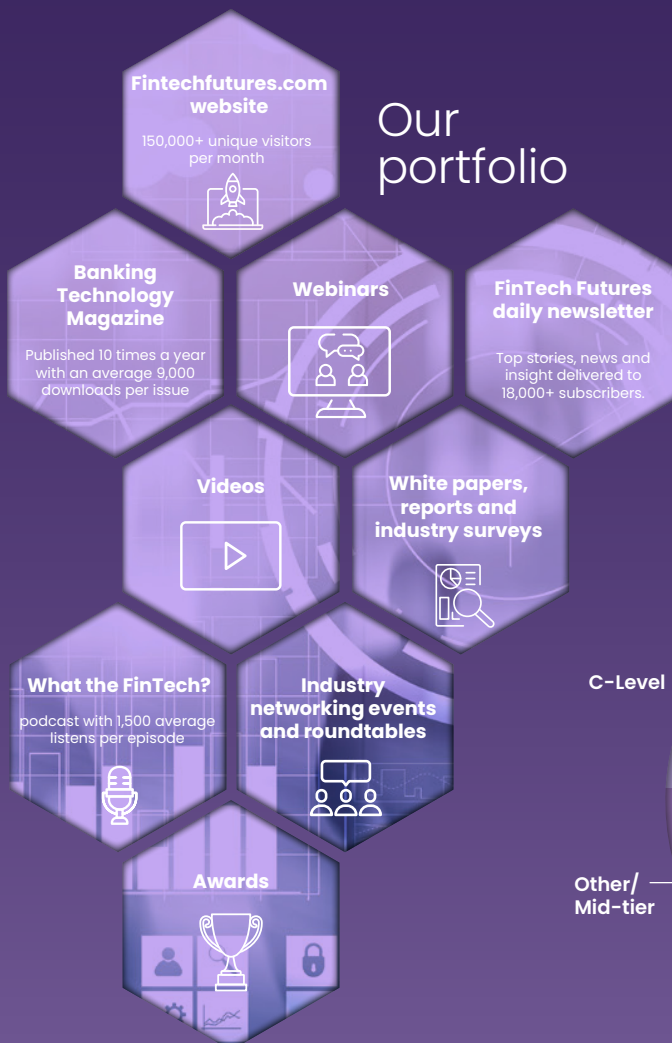 Our
portfolio
Fintechfutures.com
website
150,000+ unique visitors
per month
Banking
Technology
Magazine
Published 10 times a year
with an average 9,000
downloads per issue
Webinars
FinTech Futures
daily newsletter
Top stories, news and
insight delivered to
18,000+ subscribers.
Videos
White papers,
reports and
industry surveys
What the FinTech?
podcast with 1,500 average
listens per episode
Industry
networking events
and roundtables
Awards
C-Level
Other/
Mid-tier